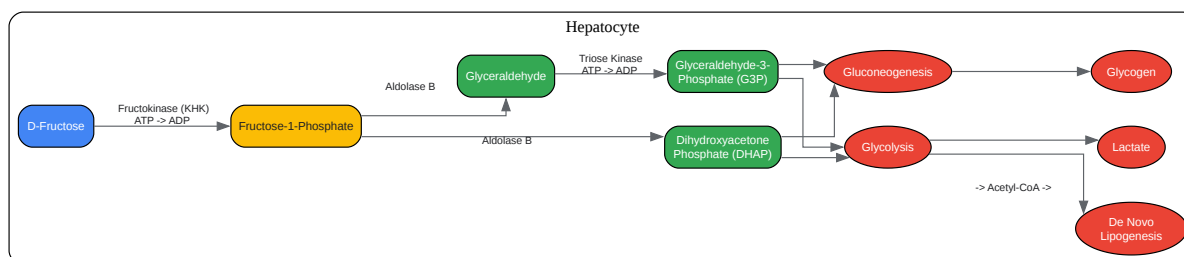 Hepatocyte
D-Fructose
Fructokinase (KHK)
ATP -> ADP
Fructose-1-Phosphate
Aldolase B
Glyceraldehyde
Triose Kinase
ATP -> ADP
Glyceraldehyde-3-
Phosphate (G3P)
Aldolase B
Dihydroxyacetone
Phosphate (DHAP)
Gluconeogenesis
Glycogen
Glycolysis
Lactate
-> Acetyl-CoA ->
De Novo
Lipogenesis